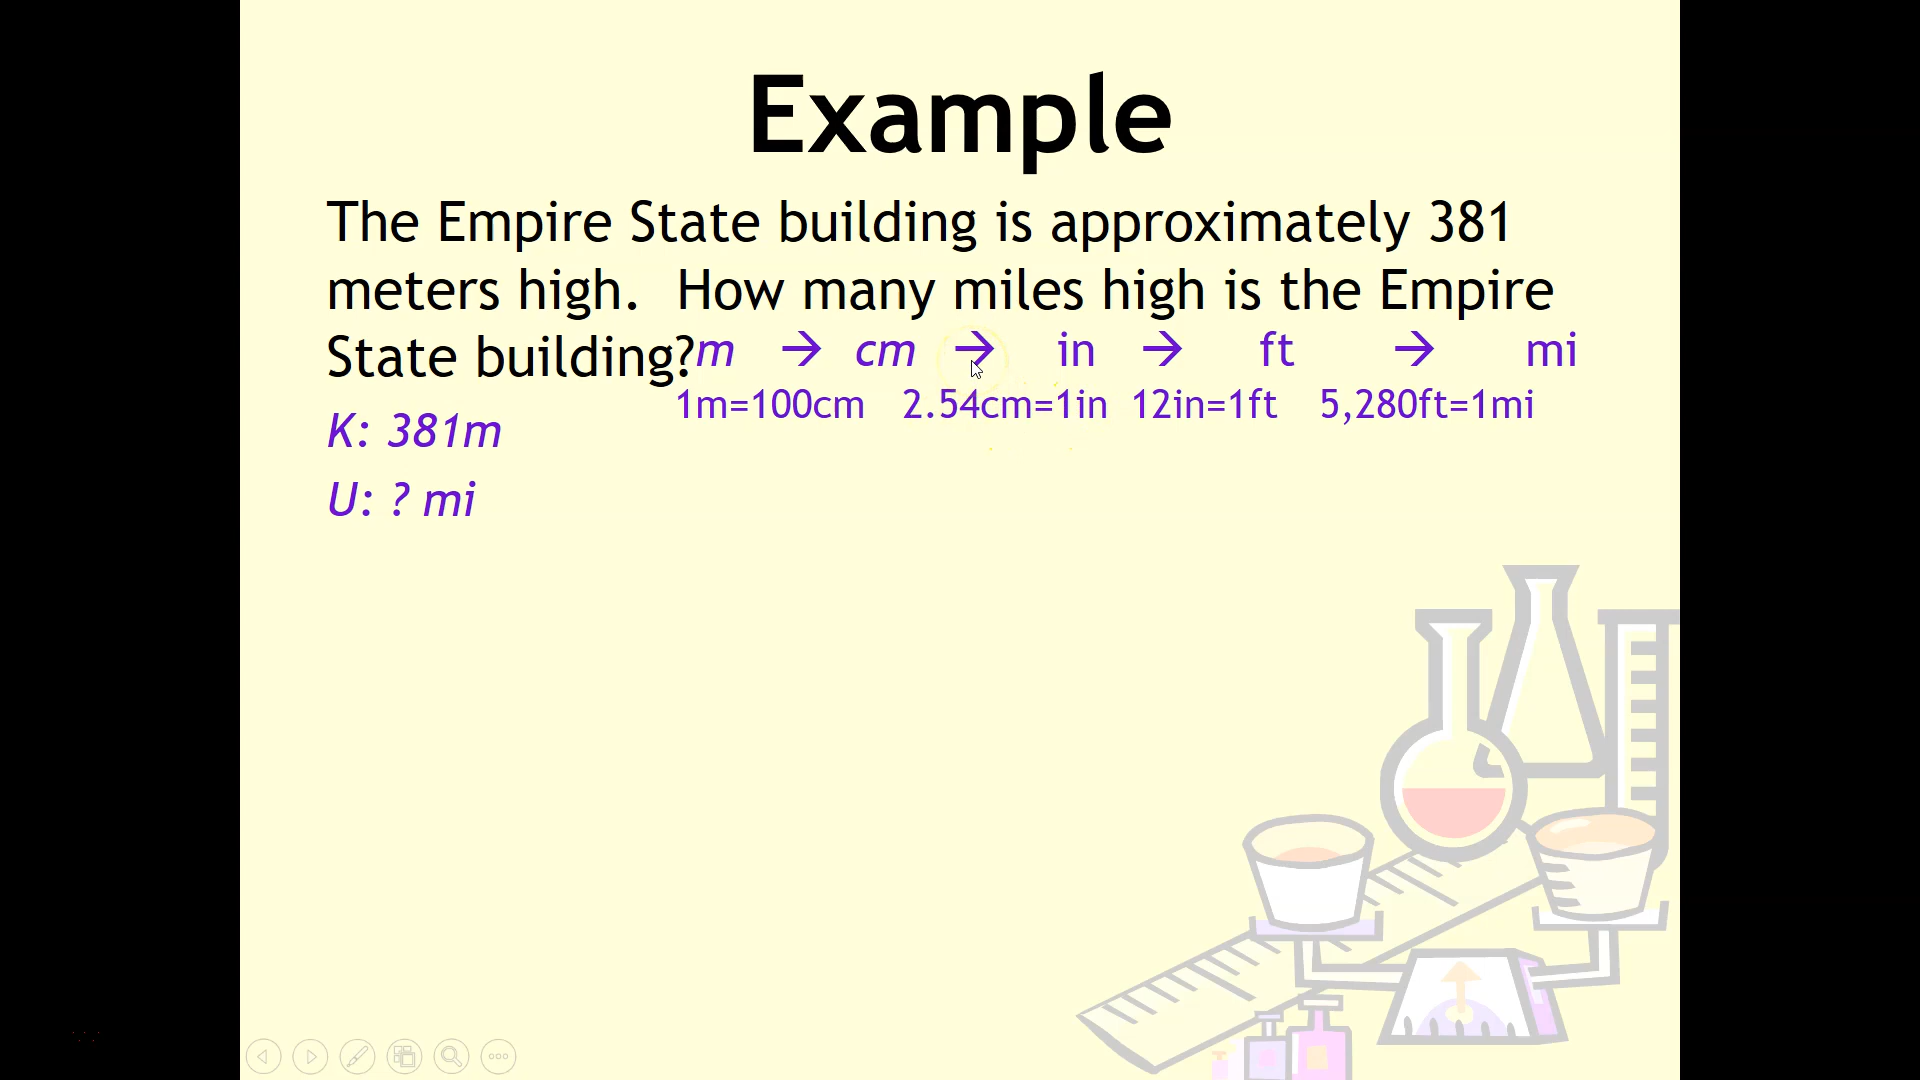 Example
The Empire State building is approximately 381
meters high. How many miles high is the Empire
State building?
m → cm → in → ft → mi
1m=100cm 2.54cm=1in 12in=1ft 5,280ft=1mi
K: 381m
U: ? mi